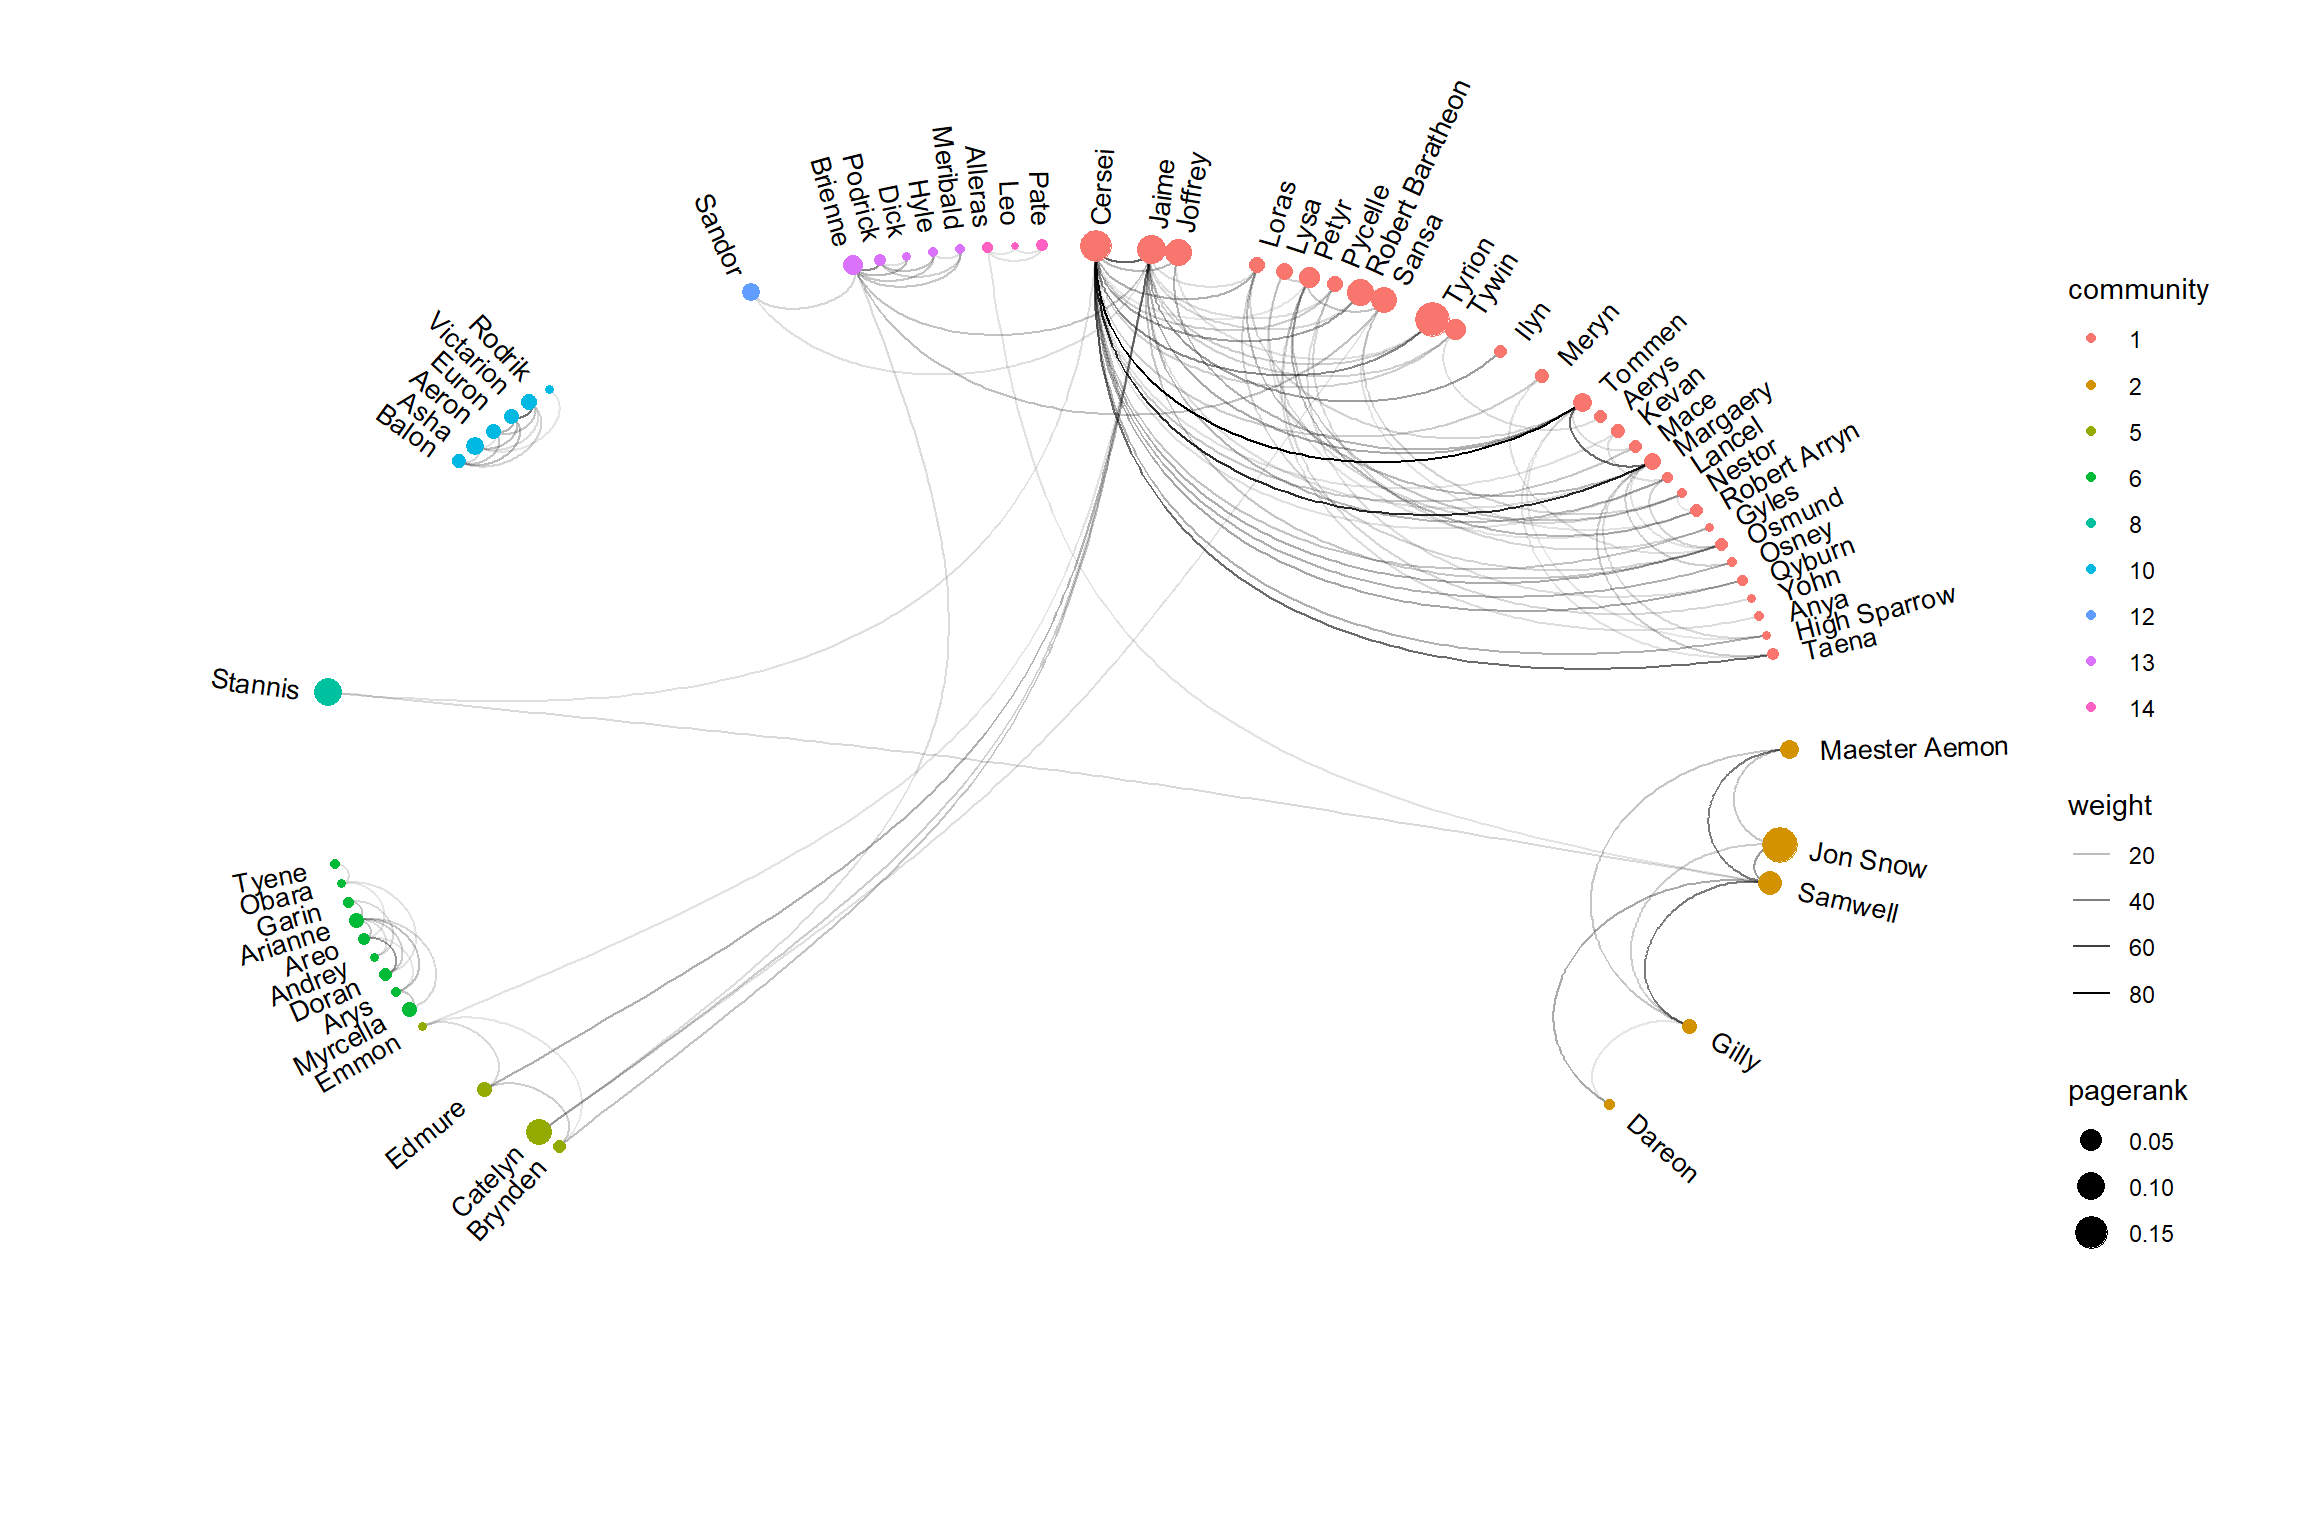 Sandor
Brienne
Podrick
Dick
Hyle
Meribald
Alleras
Leo
Pate
Cersei
Jaime
Joffrey
Loras
Lysa
Petyr
Pycelle
Robert Baratheon
Sansa
Tyrion
Tywin
Ilyn
Meryn
Tommen
Aerys
Kevan
Mace
Margaery
Lancel
Nestor
Robert Arryn
Gyles
Osmund
Osney
Qyburn
Yohn
Anya
High Sparrow
Taena
Maester Aemon
Jon Snow
Samwell
Gilly
Dareon
Brynden
Catelyn
Edmure
Emmon
Myrcella
Arys
Doran
Andrey
Areo
Arianne
Garin
Obara
Tyene
Stannis
Balon
Asha
Aeron
Euron
Victarion
Rodrik
community
1
2
5
6
8
10
12
13
14
weight
20
40
60
80
pagerank
0.05
0.10
0.15